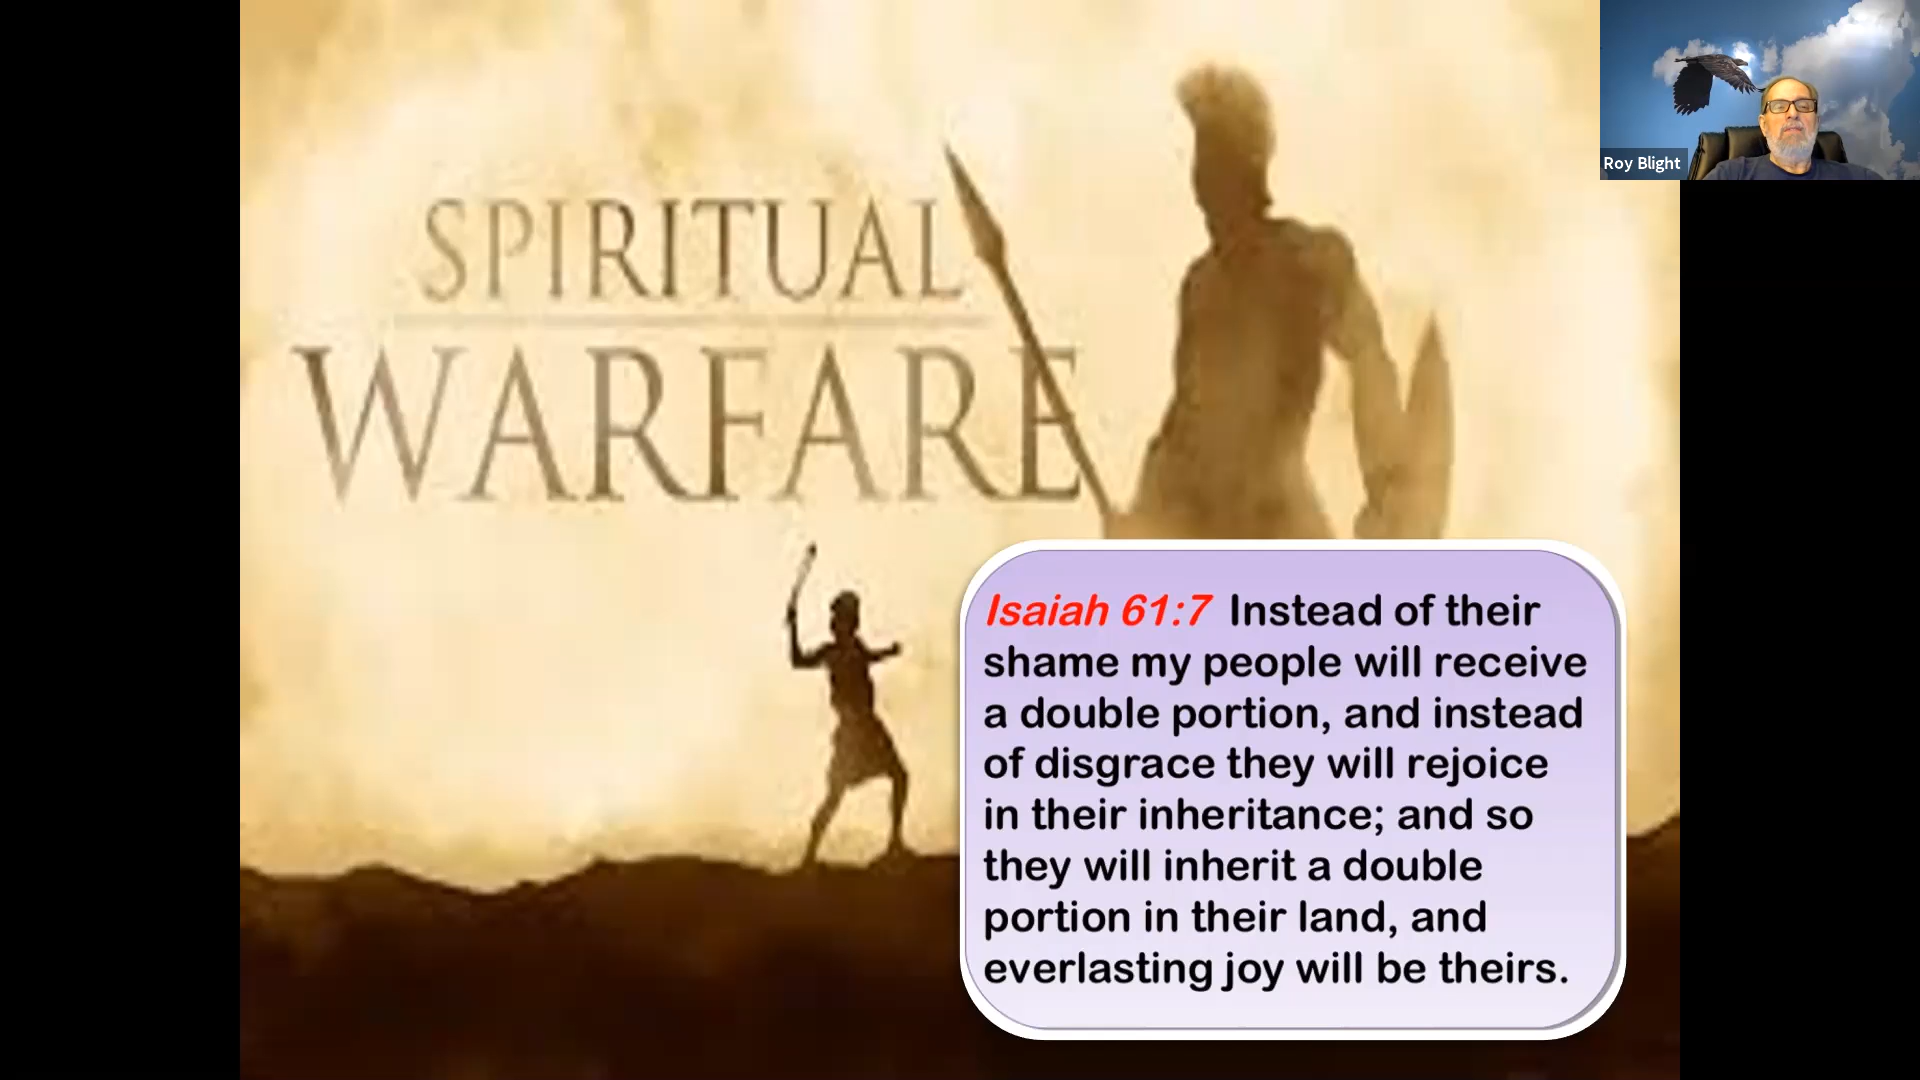 SPIRITUAL
WARFARE
Roy Blight
Isaiah 61:7 Instead of their
shame my people will receive
a double portion, and instead
of disgrace they will rejoice
in their inheritance; and so
they will inherit a double
portion in their land, and
everlasting joy will be theirs.